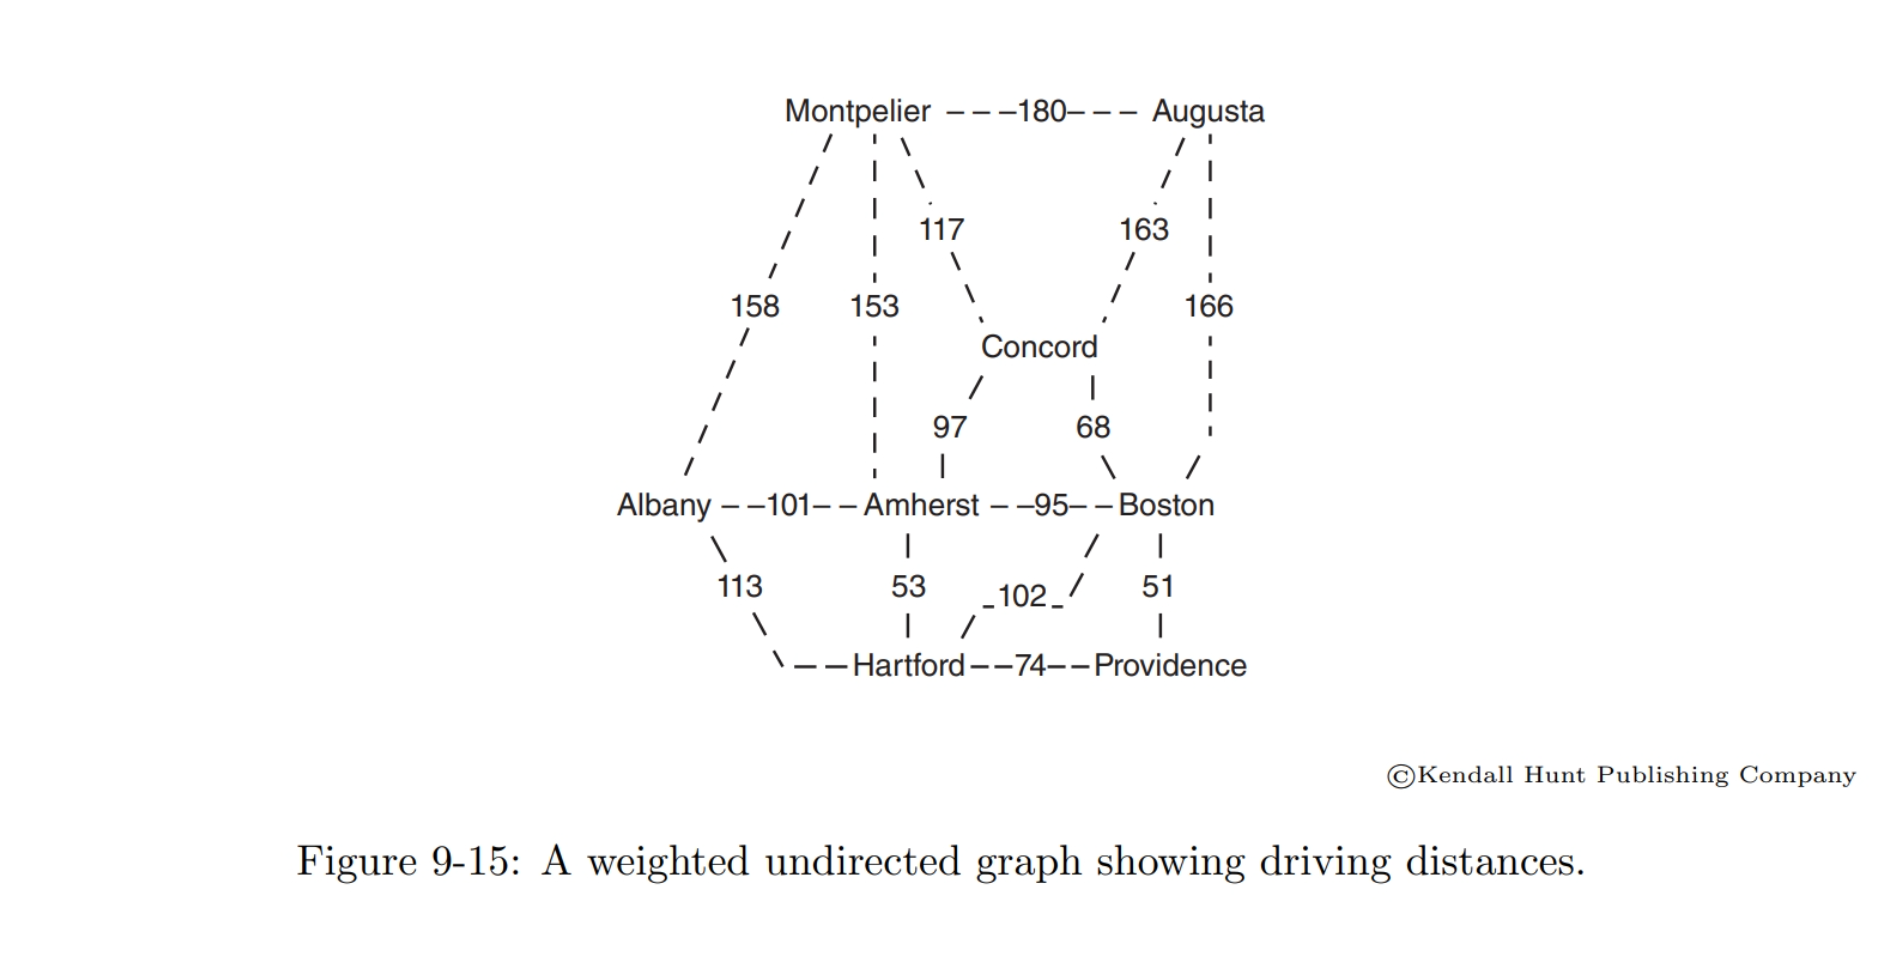 Montpelier – – –180– – – Augusta
117 163
158 153 166
Concord
97 68
Albany – –101– – Amherst – –95– – Boston
113 53 102 51
Hartford – –74– – Providence
©Kendall Hunt Publishing Company
Figure 9-15: A weighted undirected graph showing driving distances.